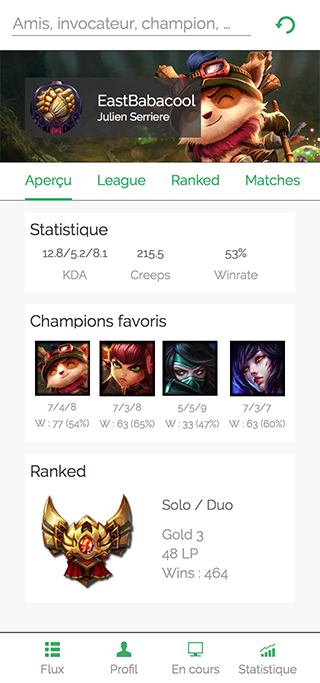 Amis, invocateur, champion, ...
EastBabacool
Julien Serriere
Aperçu League Ranked Matches
Statistique
12.8/5.2/8.1 215.5 53%
KDA Creeps Winrate
Champions favoris
7/4/8 7/3/8 5/5/9 7/3/7
W : 77 (54%) W : 63 (65%) W : 33 (47%) W : 63 (60%)
Ranked
Solo / Duo
Gold 3
48 LP
Wins : 464
Flux Profil En cours Statistique